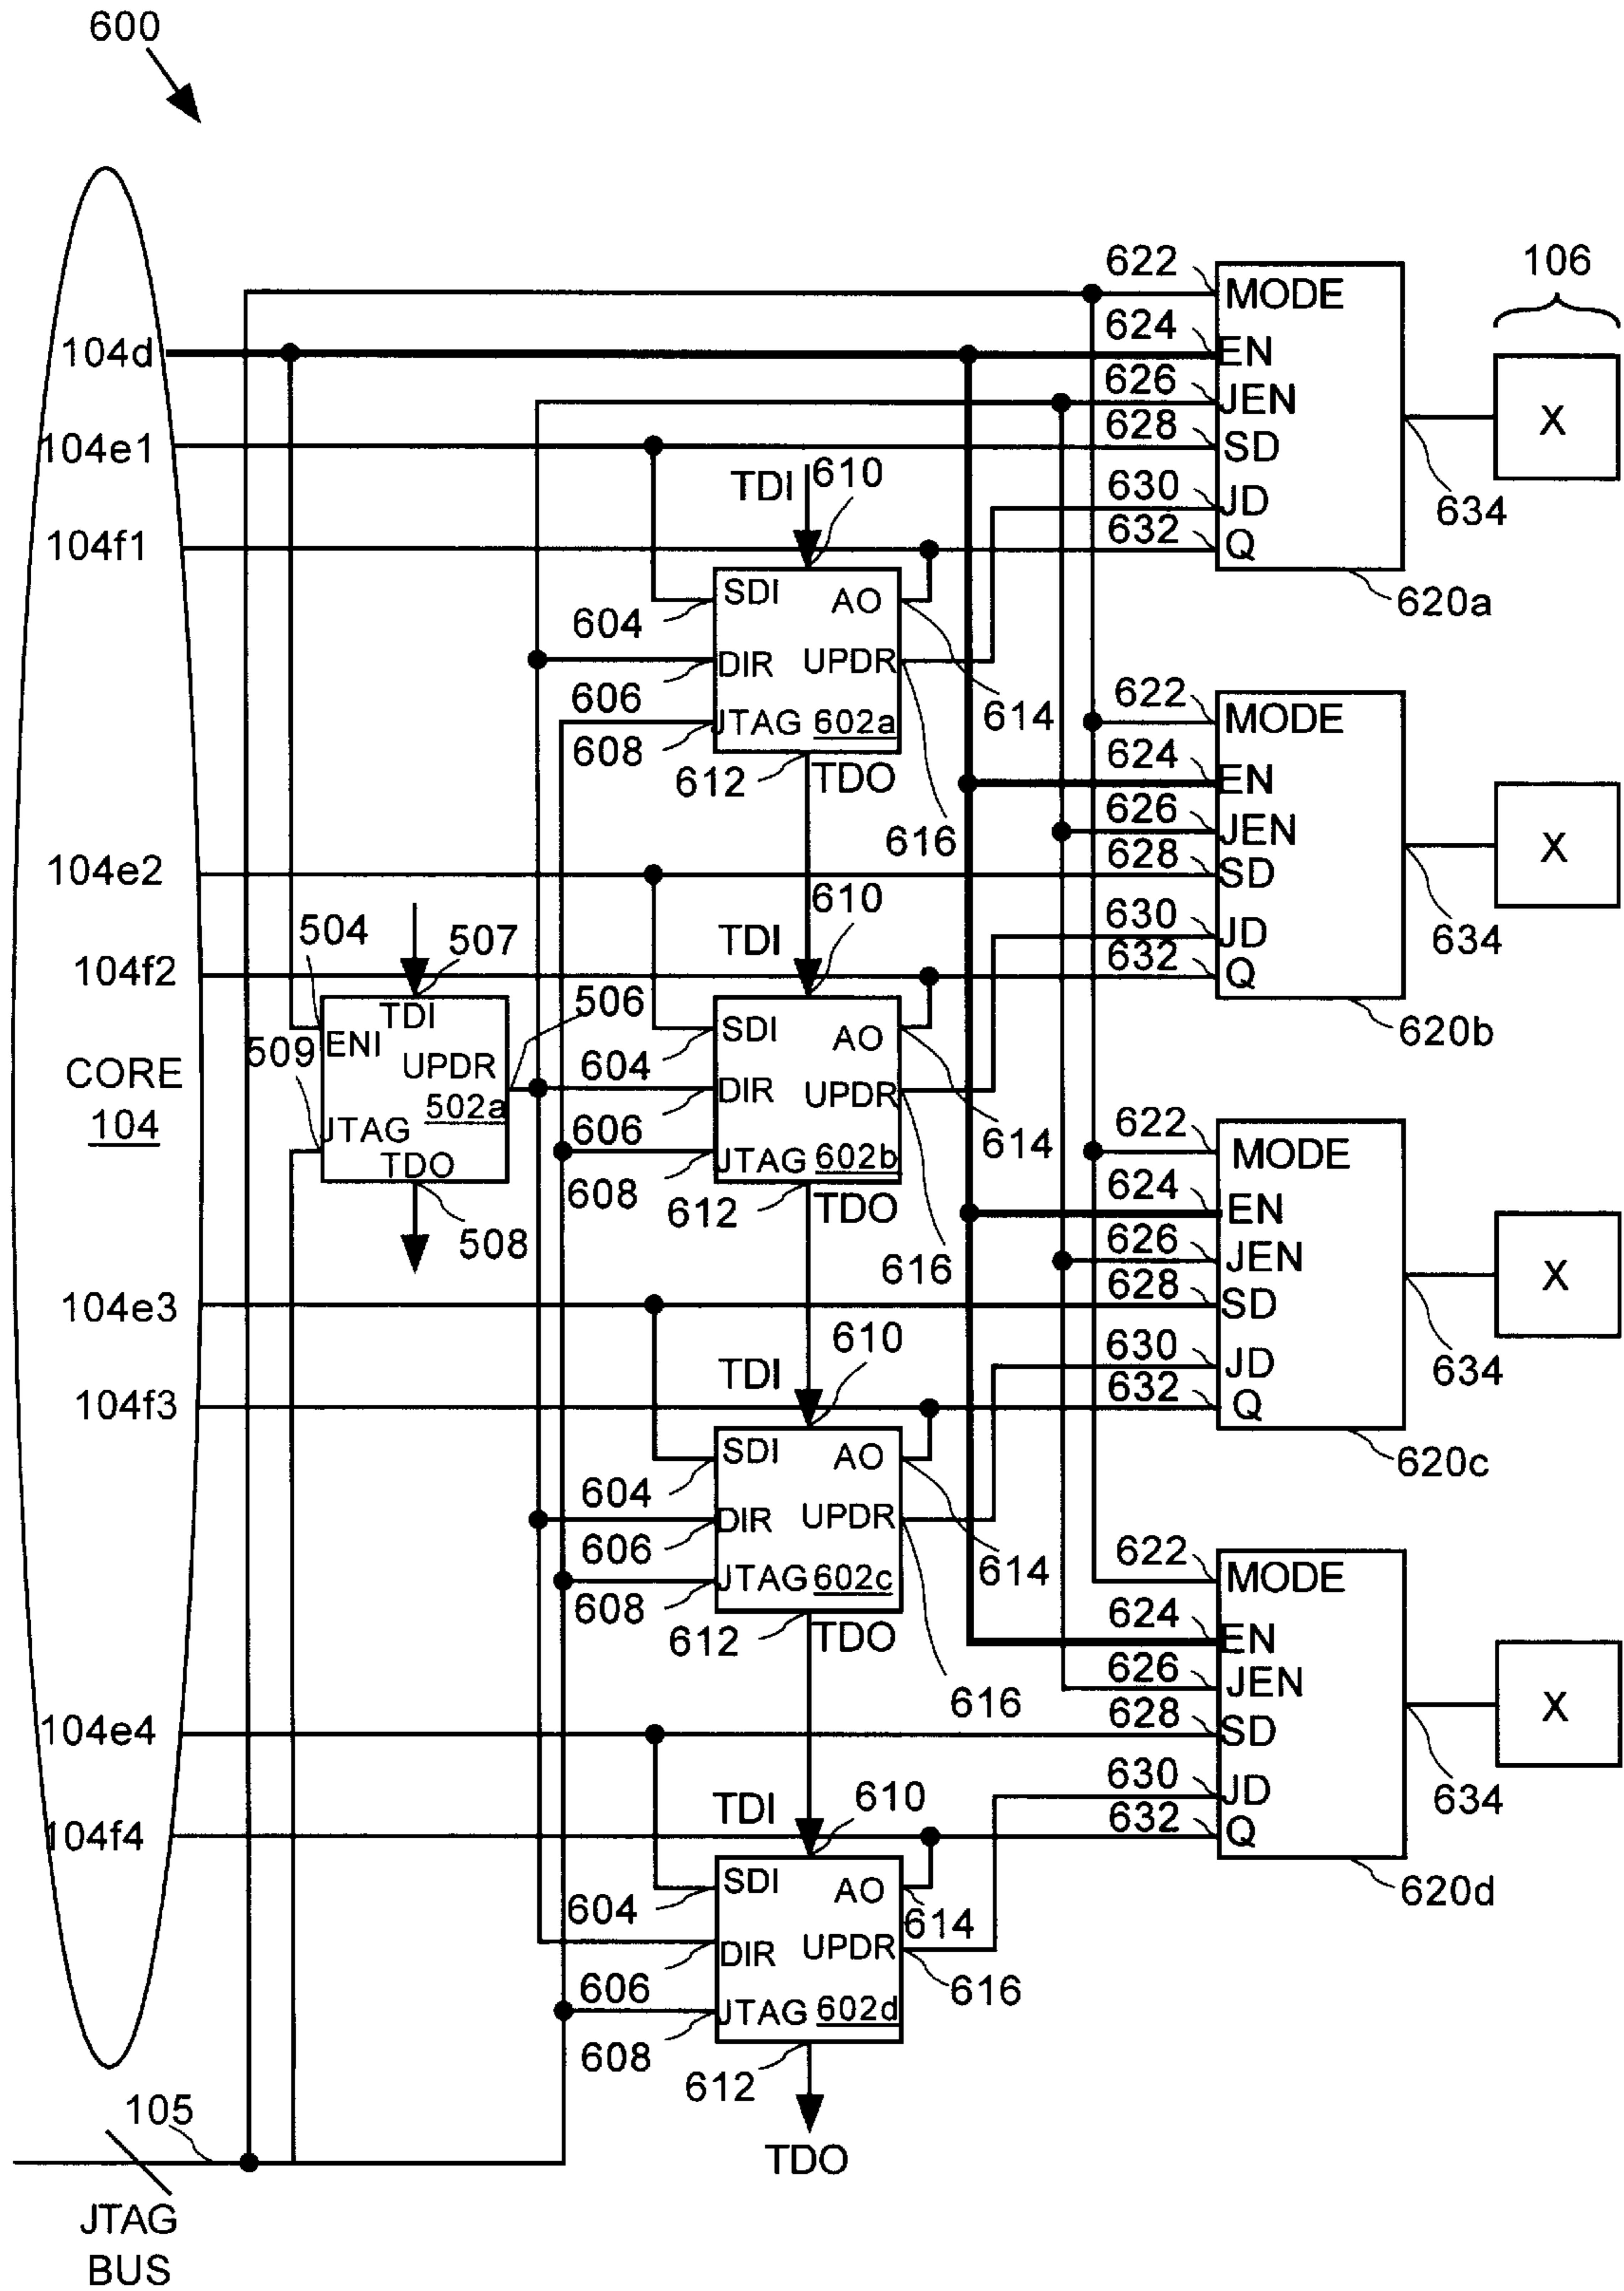 600
106
622
MODE
624
EN
104d
626
JEN
X
104e1
628
SD
TDI
610
630
JD
634
104f1
632
Q
SDI
AO
620a
604
DIR
UPDR
606
614
622
MODE
JTAG
602a
608
612
TDO
624
EN
616
626
JEN
X
104e2
628
SD
610
504
507
TDI
630
JD
634
104f2
632
Q
506
TDI
SDI
AO
620b
509
ENI
UPDR
604
CORE
104
502a
DIR
UPDR
606
614
622
MODE
JTAG
TDO
JTAG
602b
608
612
TDO
624
EN
508
616
626
JEN
X
104e3
628
SD
610
TDI
630
JD
634
104f3
632
Q
SDI
AO
620c
604
DIR
UPDR
606
614
622
MODE
JTAG
602c
608
612
TDO
624
EN
616
626
JEN
X
104e4
628
SD
TDI
610
630
JD
634
104f4
632
Q
SDI
AO
620d
604
614
DIR
UPDR
606
616
JTAG
602d
608
612
105
TDO
JTAG
BUS